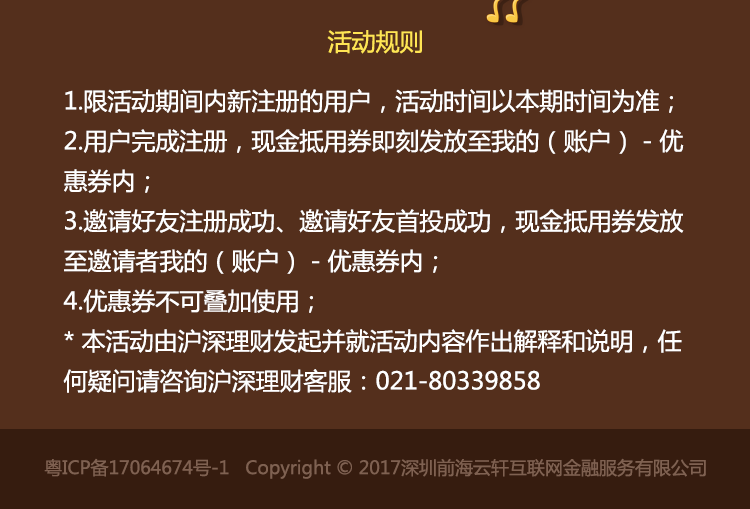 活动规则
1.限活动期间内新注册的用户，活动时间以本期时间为准；
2.用户完成注册，现金抵用券即刻发放至我的（账户）-优
惠券内；
3.邀请好友注册成功、邀请好友首投成功，现金抵用券发放
至邀请者我的（账户）-优惠券内；
4.优惠券不可叠加使用；
* 本活动由沪深理财发起并就活动内容作出解释和说明，任
何疑问请咨询沪深理财客服：021-80339858
粤ICP备17064674号-1 Copyright © 2017深圳前海云轩互联网金融服务有限公司